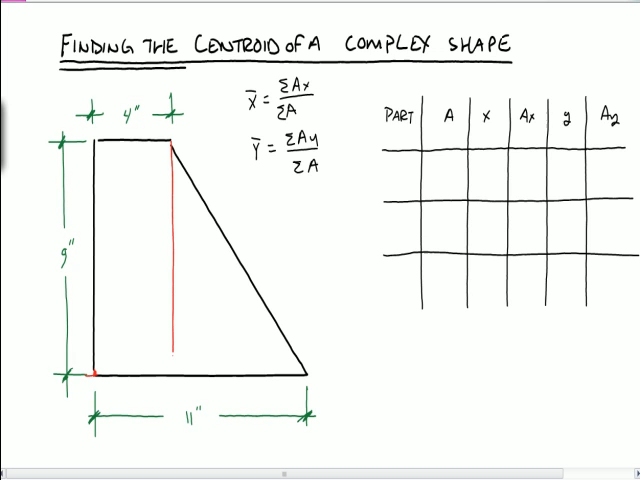 FINDING THE CENTROID OF A COMPLEX SHAPE
4"
X̄ = ΣAx / ΣA
Ȳ = ΣAy / ΣA
PART A x Ax y Ay
9"
11"